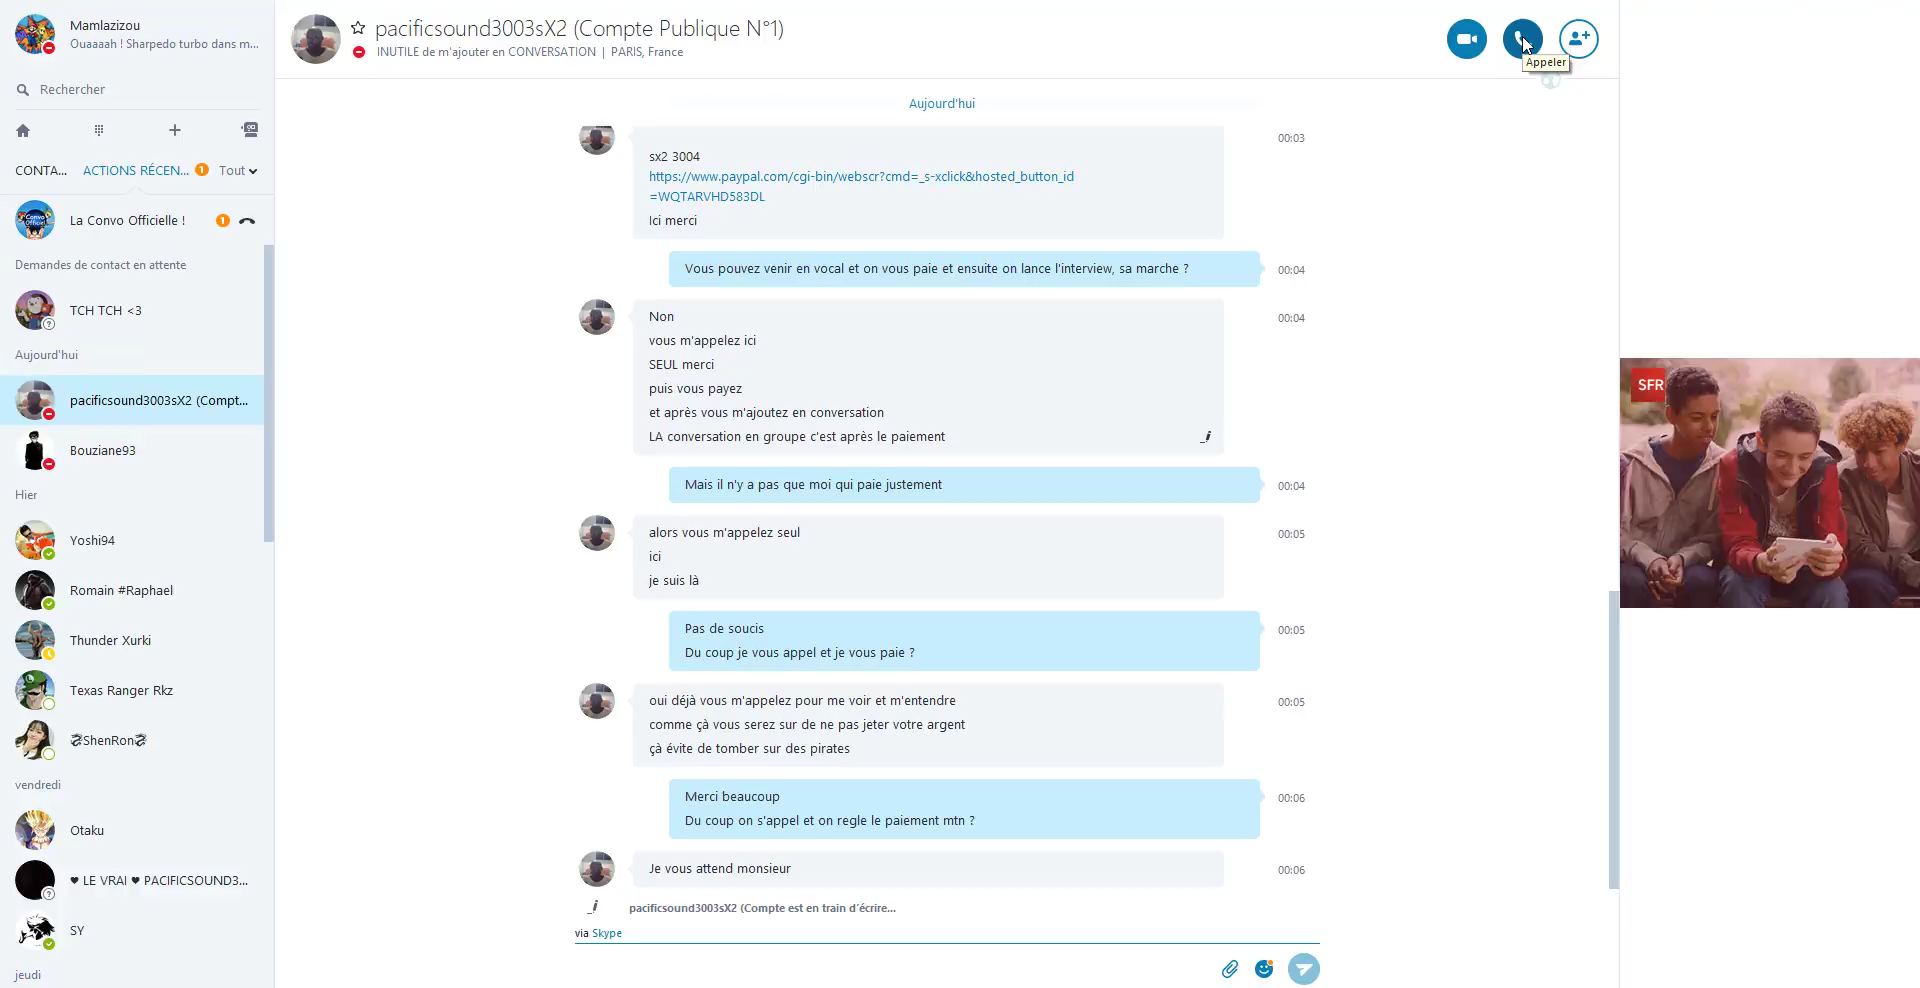 Mamlazizou
Ouaaaah ! Sharpedo turbo dans m...
Rechercher
CONTA...
ACTIONS RÉCEN...
1
Tout
La Convo Officielle !
1
Demandes de contact en attente
TCH TCH <3
Aujourd'hui
pacificsound3003sX2 (Compt...
Bouziane93
Hier
Yoshi94
Romain #Raphael
Thunder Xurki
Texas Ranger Rkz
ShenRon
vendredi
Otaku
♥ LE VRAI ♥ PACIFICSOUND3...
SY
jeudi
pacificsound3003sX2 (Compte Publique N°1)
INUTILE de m'ajouter en CONVERSATION | PARIS, France
Appeler
Aujourd'hui
sx2 3004
00:03
https://www.paypal.com/cgi-bin/webscr?cmd=_s-xclick&hosted_button_id
=WQTARVHD583DL
Ici merci
Vous pouvez venir en vocal et on vous paie et ensuite on lance l'interview, sa marche ?
00:04
Non
00:04
vous m'appelez ici
SEUL merci
puis vous payez
et après vous m'ajoutez en conversation
LA conversation en groupe c'est après le paiement
Mais il n'y a pas que moi qui paie justement
00:04
alors vous m'appelez seul
00:05
ici
je suis là
Pas de soucis
00:05
Du coup je vous appel et je vous paie ?
oui déjà vous m'appelez pour me voir et m'entendre
00:05
comme çà vous serez sur de ne pas jeter votre argent
çà évite de tomber sur des pirates
Merci beaucoup
00:06
Du coup on s'appel et on regle le paiement mtn ?
Je vous attend monsieur
00:06
pacificsound3003sX2 (Compte est en train d'écrire...
via Skype
SFR